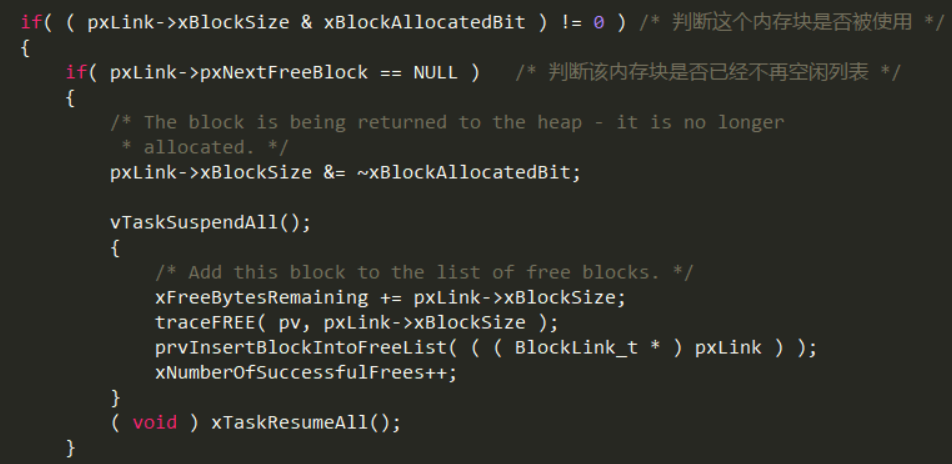 if( ( pxLink->xBlockSize & xBlockAllocatedBit ) != 0 ) /* 判断这个内存块是否被使用 */
{
    if( pxLink->pxNextFreeBlock == NULL )   /* 判断该内存块是否已经不再空闲列表 */
    {
        /* The block is being returned to the heap - it is no longer
         * allocated. */
        pxLink->xBlockSize &= ~xBlockAllocatedBit;

        vTaskSuspendAll();
        {
            /* Add this block to the list of free blocks. */
            xFreeBytesRemaining += pxLink->xBlockSize;
            traceFREE( pv, pxLink->xBlockSize );
            prvInsertBlockIntoFreeList( ( ( BlockLink_t * ) pxLink ) );
            xNumberOfSuccessfulFrees++;
        }
        ( void ) xTaskResumeAll();
    }